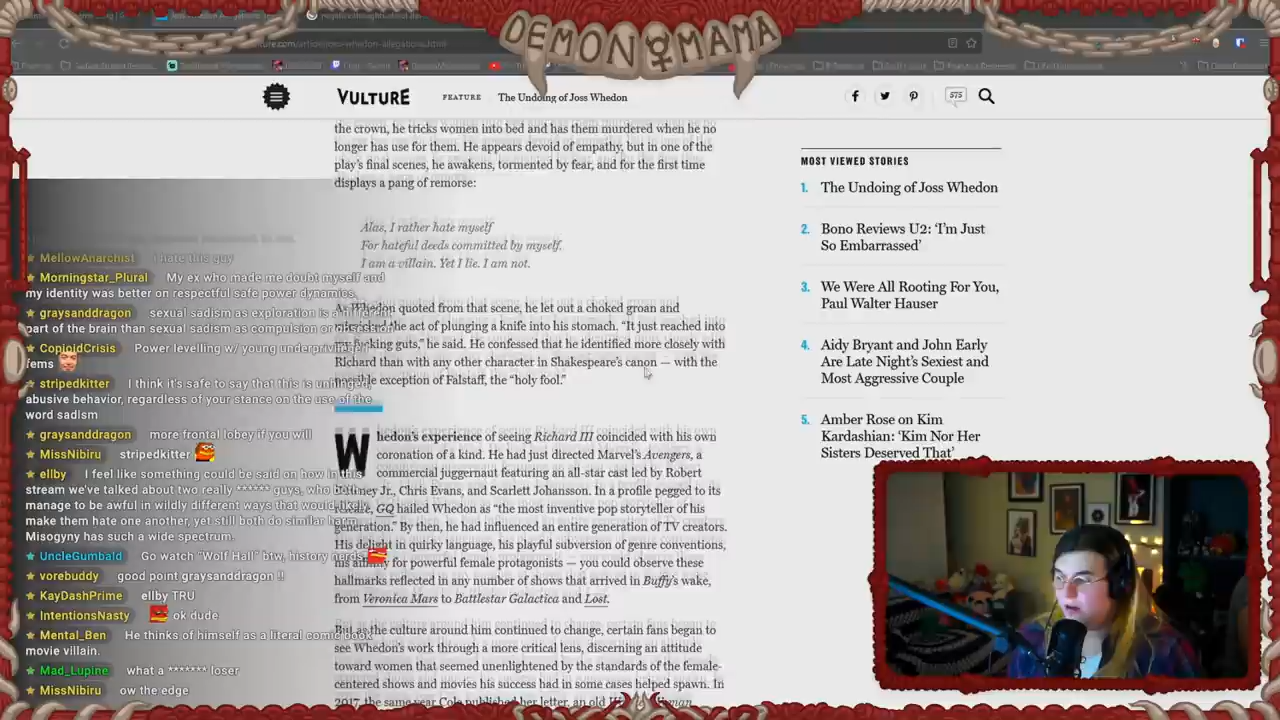 DEMON MAMA
VULTURE
FEATURE
The Undoing of Joss Whedon
575
the crown, he tricks women into bed and has them murdered when he no
longer has use for them. He appears devoid of empathy, but in one of the
play's final scenes, he awakens, tormented by fear, and for the first time
displays a pang of remorse:
Alas, I rather hate myself
For hateful deeds committed by myself.
I am a villain. Yet I lie. I am not.
As Whedon quoted from that scene, he let out a choked groan and
the act of plunging a knife into his stomach. “It just reached into
my fucking guts,” he said. He confessed that he identified more closely with
Richard than with any other character in Shakespeare's canon — with the
possible exception of Falstaff, the “holy fool.”
Whedon's experience of seeing Richard III coincided with his own
coronation of a kind. He had just directed Marvel's Avengers, a
commercial juggernaut featuring an all-star cast led by Robert
Downey Jr., Chris Evans, and Scarlett Johansson. In a profile pegged to its
release, GQ hailed Whedon as “the most inventive pop storyteller of his
generation.” By then, he had influenced an entire generation of TV creators.
His delight in quirky language, his playful subversion of genre conventions,
his affinity for powerful female protagonists — you could observe these
hallmarks reflected in any number of shows that arrived in Buffy's wake,
from Veronica Mars to Battlestar Galactica and Lost.
But as the culture around him continued to change, certain fans began to
see Whedon's work through a more critical lens, discerning an attitude
toward women that seemed unenlightened by the standards of the female-
centered shows and movies his success had in some cases helped spawn. In
2017, the same year Cole published her letter, an old
MOST VIEWED STORIES
1. The Undoing of Joss Whedon
2. Bono Reviews U2: ‘I'm Just
So Embarrassed’
3. We Were All Rooting For You,
Paul Walter Hauser
4. Aidy Bryant and John Early
Are Late Night's Sexiest and
Most Aggressive Couple
5. Amber Rose on Kim
Kardashian: ‘Kim Nor Her
Sisters Deserved That’
MellowAnarchist i hate this guy
Morningstar_Plural My ex who made me doubt myself and
my identity was better on respectful safe power dynamics
graysanddragon sexual sadism as exploration is a different
part of the brain than sexual sadism as compulsion or obsession
CopioidCrisis Power levelling w/ young underprivileged
fems
stripedkitter I think it's safe to say that this is unhinged,
abusive behavior, regardless of your stance on the use of the
word sadism
graysanddragon more frontal lobey if you will
MissNibiru stripedkitter
ellby I feel like something could be said on how in this
stream we've talked about two really ****** guys, who both
manage to be awful in wildly different ways that would likely
make them hate one another, yet still both do similar harm.
Misogyny has such a wide spectrum.
UncleGumbald Go watch "Wolf Hall" btw, history nerds
vorebuddy good point graysanddragon !!
KayDashPrime ellby TRU
IntentionsNasty ok dude
Mental_Ben He thinks of himself as a literal comic book
movie villain.
Mad_Lupine what a ******* loser
MissNibiru ow the edge